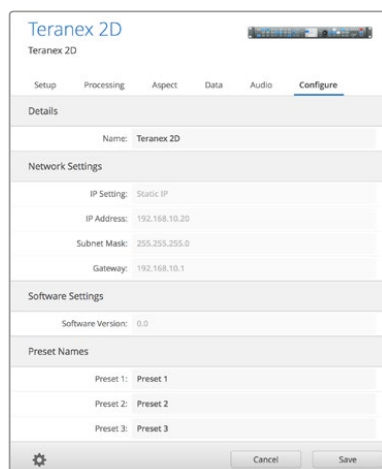 Teranex 2D
Teranex 2D
Setup Processing Aspect Data Audio Configure
Details
Name: Teranex 2D
Network Settings
IP Setting: Static IP
IP Address: 192.168.10.20
Subnet Mask: 255.255.255.0
Gateway: 192.168.10.1
Software Settings
Software Version: 0.0
Preset Names
Preset 1: Preset 1
Preset 2: Preset 2
Preset 3: Preset 3
Cancel Save